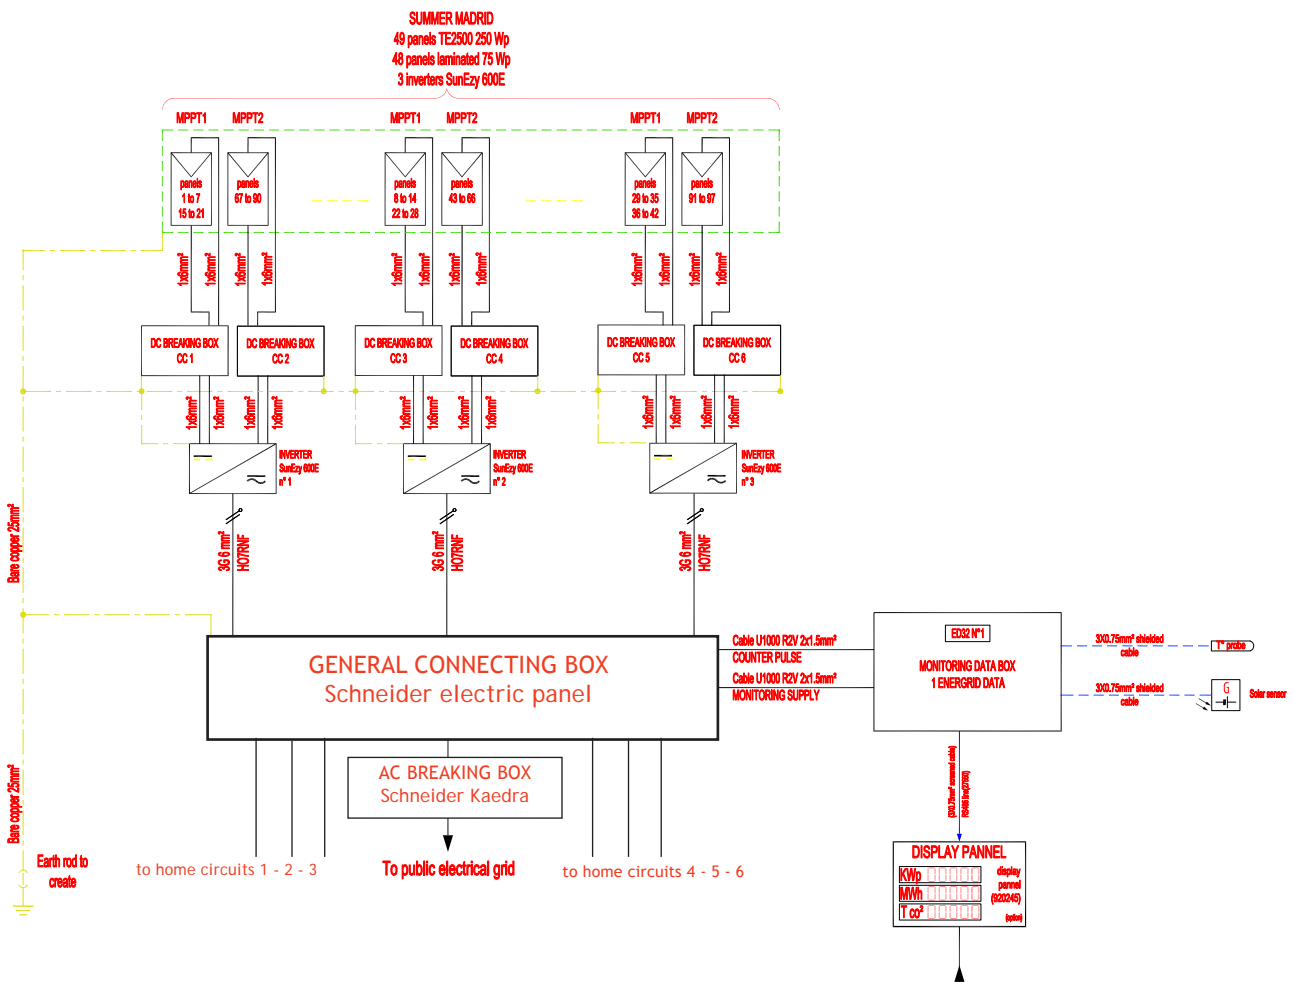 SUMMER MADRID
49 panels TE2500 250 Wp
48 panels laminated 75 Wp
3 inverters SunEzy 600E
MPPT1 MPPT2 MPPT1 MPPT2 MPPT1 MPPT2
panels
1 to 7
15 to 21
panels
67 to 90
panels
8 to 14
22 to 28
panels
43 to 66
panels
29 to 35
36 to 42
panels
91 to 97
1x6mm² 1x6mm² 1x6mm² 1x6mm² 1x6mm² 1x6mm² 1x6mm² 1x6mm² 1x6mm² 1x6mm² 1x6mm² 1x6mm²
DC BREAKING BOX
CC 1
DC BREAKING BOX
CC 2
DC BREAKING BOX
CC 3
DC BREAKING BOX
CC 4
DC BREAKING BOX
CC 5
DC BREAKING BOX
CC 6
1x6mm² 1x6mm² 1x6mm² 1x6mm² 1x6mm² 1x6mm² 1x6mm² 1x6mm² 1x6mm² 1x6mm² 1x6mm² 1x6mm²
INVERTER
SunEzy 600E
n° 1
INVERTER
SunEzy 600E
n° 2
INVERTER
SunEzy 600E
n° 3
Bare copper 25mm²
3G 6 mm²
HO7RNF
3G 6 mm²
HO7RNF
3G 6 mm²
HO7RNF
GENERAL CONNECTING BOX
Schneider electric panel
Cable U1000 R2V 2x1.5mm²
COUNTER PULSE
Cable U1000 R2V 2x1.5mm²
MONITORING SUPPLY
ED32 N°1
MONITORING DATA BOX
1 ENERGRID DATA
3X0.75mm² shielded
cable
T° probe
3X0.75mm² shielded
cable
G
Solar sensor
Bare copper 25mm²
AC BREAKING BOX
Schneider Kaedra
(3X0.75mm² screened cable)
Earth rod to
create
to home circuits 1 - 2 - 3
To public electrical grid
to home circuits 4 - 5 - 6
DISPLAY PANNEL
KWp
MWh
T co²
display
pannel
(920245)
(option)